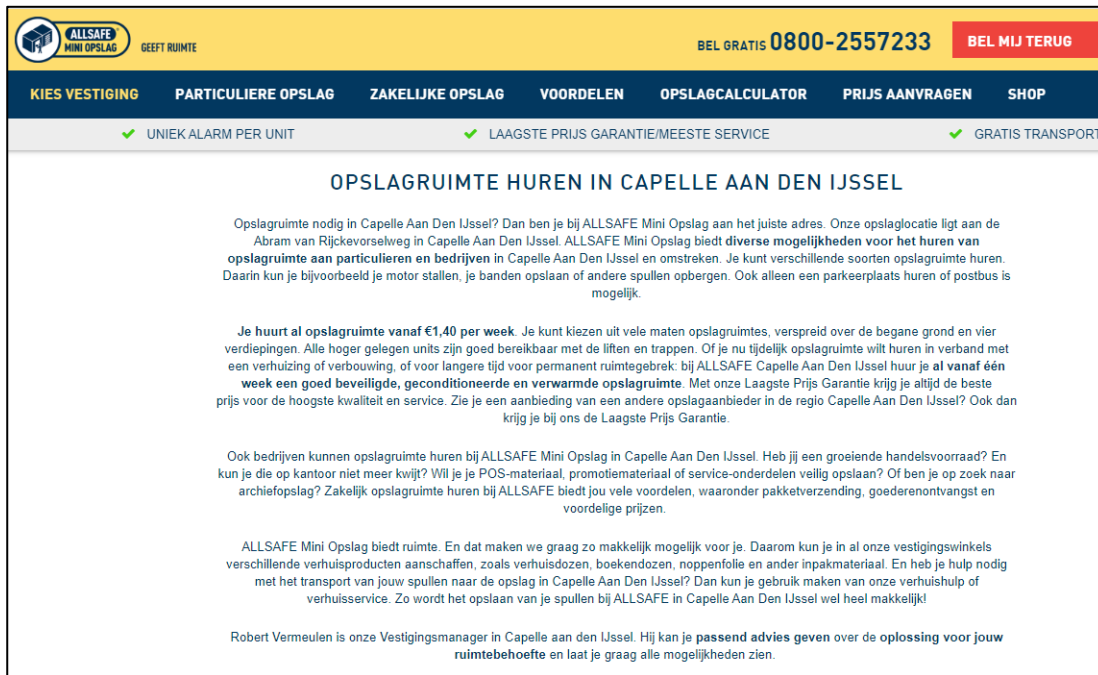 ALLSAFE
MINI OPSLAG
GEEFT RUIMTE
BEL GRATIS 0800-2557233
BEL MIJ TERUG
KIES VESTIGING PARTICULIERE OPSLAG ZAKELIJKE OPSLAG VOORDELEN OPSLAGCALCULATOR PRIJS AANVRAGEN SHOP
UNIEK ALARM PER UNIT LAAGSTE PRIJS GARANTIE/MEESTE SERVICE GRATIS TRANSPORT
OPSLAGRUIMTE HUREN IN CAPELLE AAN DEN IJSSEL
Opslagruimte nodig in Capelle Aan Den IJssel? Dan ben je bij ALLSAFE Mini Opslag aan het juiste adres. Onze opslaglocatie ligt aan de
Abram van Rijckevorselweg in Capelle Aan Den IJssel. ALLSAFE Mini Opslag biedt diverse mogelijkheden voor het huren van
opslagruimte aan particulieren en bedrijven in Capelle Aan Den IJssel en omstreken. Je kunt verschillende soorten opslagruimte huren.
Daarin kun je bijvoorbeeld je motor stallen, je banden opslaan of andere spullen opbergen. Ook alleen een parkeerplaats huren of postbus is
mogelijk.
Je huurt al opslagruimte vanaf €1,40 per week. Je kunt kiezen uit vele maten opslagruimtes, verspreid over de begane grond en vier
verdiepingen. Alle hoger gelegen units zijn goed bereikbaar met de liften en trappen. Of je nu tijdelijk opslagruimte wilt huren in verband met
een verhuizing of verbouwing, of voor langere tijd voor permanent ruimtegebrek: bij ALLSAFE Capelle Aan Den IJssel huur je al vanaf één
week een goed beveiligde, geconditioneerde en verwarmde opslagruimte. Met onze Laagste Prijs Garantie krijg je altijd de beste
prijs voor de hoogste kwaliteit en service. Zie je een aanbieding van een andere opslagaanbieder in de regio Capelle Aan Den IJssel? Ook dan
krijg je bij ons de Laagste Prijs Garantie.
Ook bedrijven kunnen opslagruimte huren bij ALLSAFE Mini Opslag in Capelle Aan Den IJssel. Heb jij een groeiende handelsvoorraad? En
kun je die op kantoor niet meer kwijt? Wil je je POS-materiaal, promotiemateriaal of service-onderdelen veilig opslaan? Of ben je op zoek naar
archiefopslag? Zakelijk opslagruimte huren bij ALLSAFE biedt jou vele voordelen, waaronder pakketverzending, goederenontvangst en
voordelige prijzen.
ALLSAFE Mini Opslag biedt ruimte. En dat maken we graag zo makkelijk mogelijk voor je. Daarom kun je in al onze vestigingswinkels
verschillende verhuisproducten aanschaffen, zoals verhuisdozen, boekendozen, noppenfolie en ander inpakmateriaal. En heb je hulp nodig
met het transport van jouw spullen naar de opslag in Capelle Aan Den IJssel? Dan kun je gebruik maken van onze verhuishulp of
verhuisservice. Zo wordt het opslaan van je spullen bij ALLSAFE in Capelle Aan Den IJssel wel heel makkelijk!
Robert Vermeulen is onze Vestigingsmanager in Capelle aan den IJssel. Hij kan je passend advies geven over de oplossing voor jouw
ruimtebehoefte en laat je graag alle mogelijkheden zien.